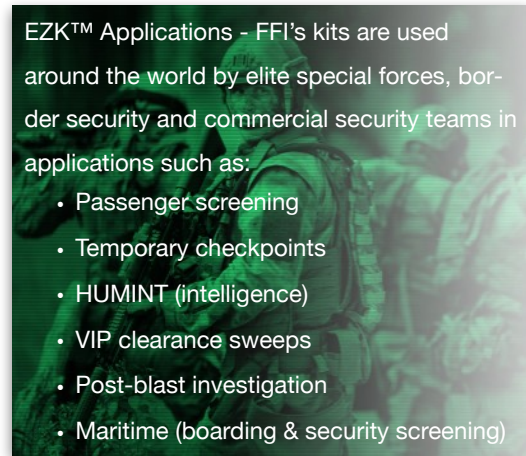 EZK™ Applications - FFI’s kits are used
around the world by elite special forces, bor-
der security and commercial security teams in
applications such as:
• Passenger screening
• Temporary checkpoints
• HUMINT (intelligence)
• VIP clearance sweeps
• Post-blast investigation
• Maritime (boarding & security screening)